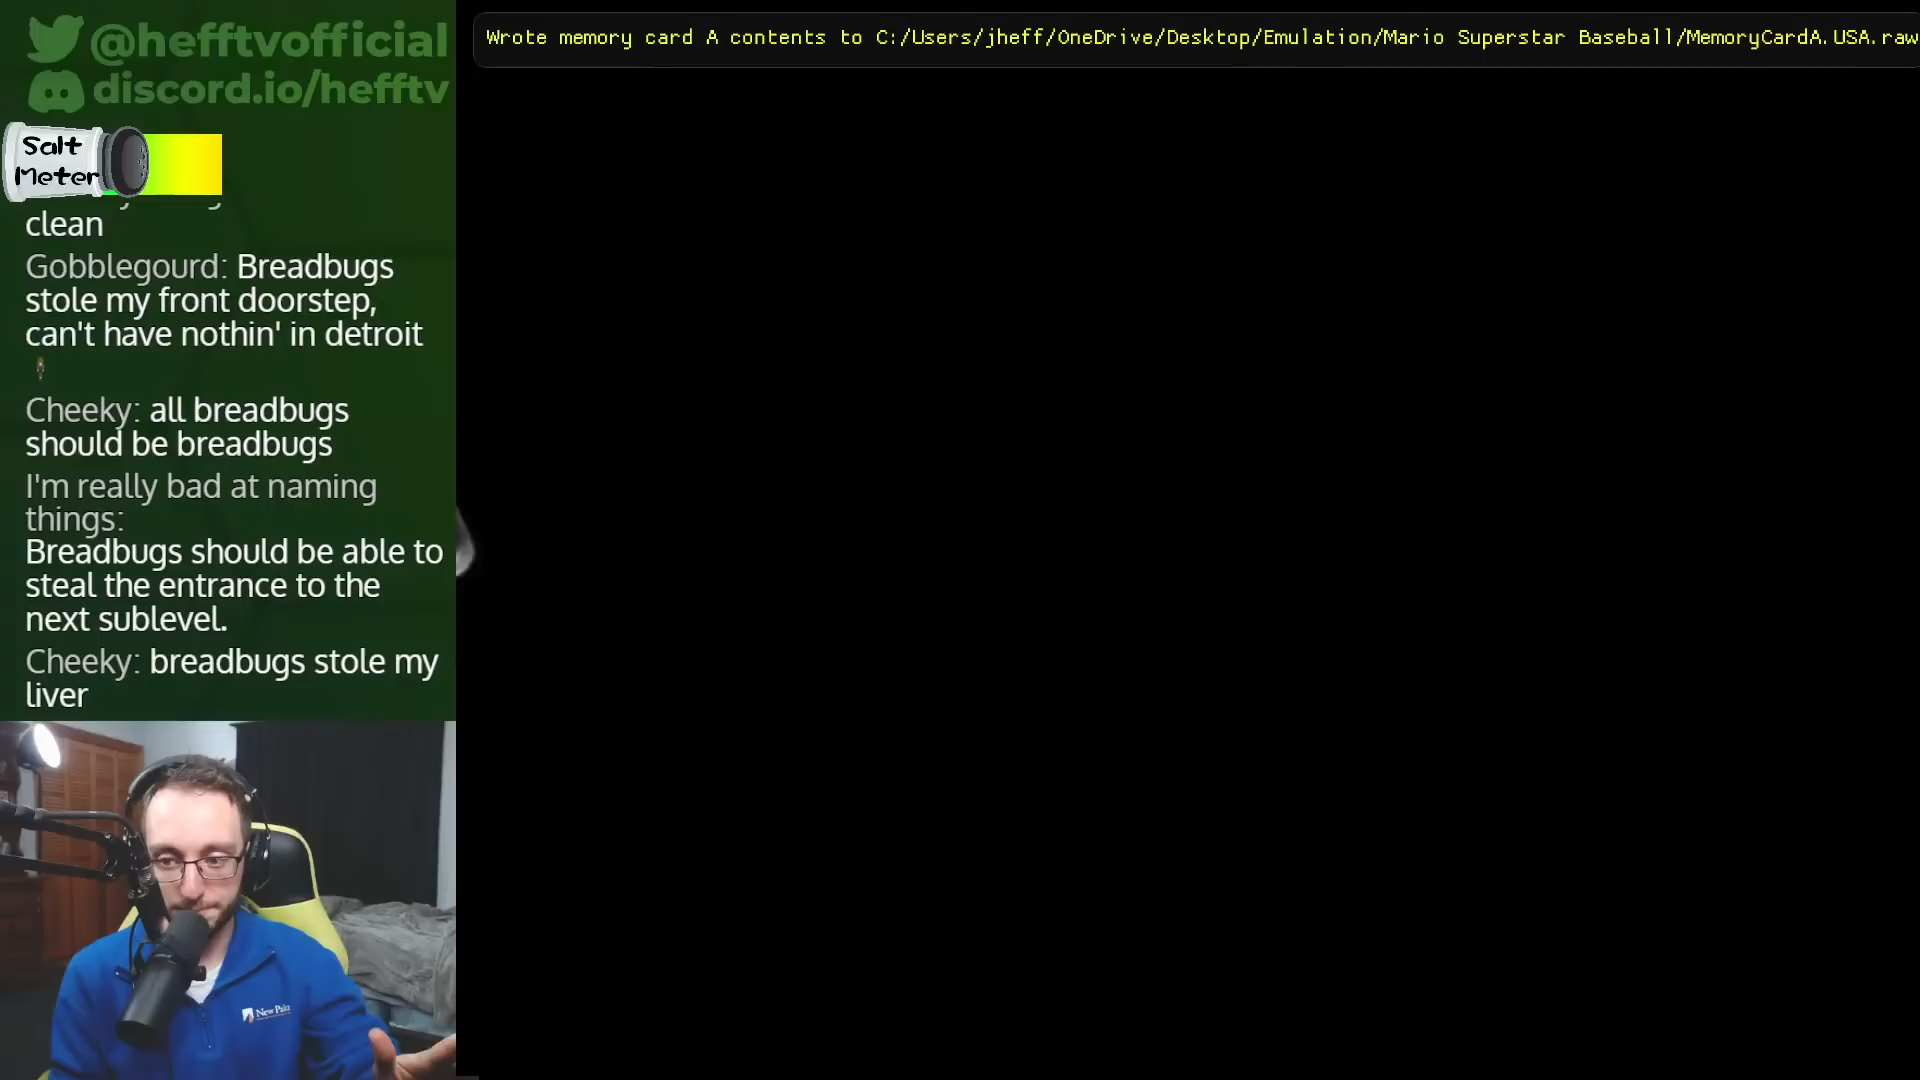 @hefftvofficial
discord.io/hefftv
Wrote memory card A contents to C:/Users/jheff/OneDrive/Desktop/Emulation/Mario Superstar Baseball/MemoryCardA.USA.raw
Salt
Meter
clean
Gobblegourd: Breadbugs
stole my front doorstep,
can't have nothin' in detroit
Cheeky: all breadbugs
should be breadbugs
I'm really bad at naming
things:
Breadbugs should be able to
steal the entrance to the
next sublevel.
Cheeky: breadbugs stole my
liver
New Paltz